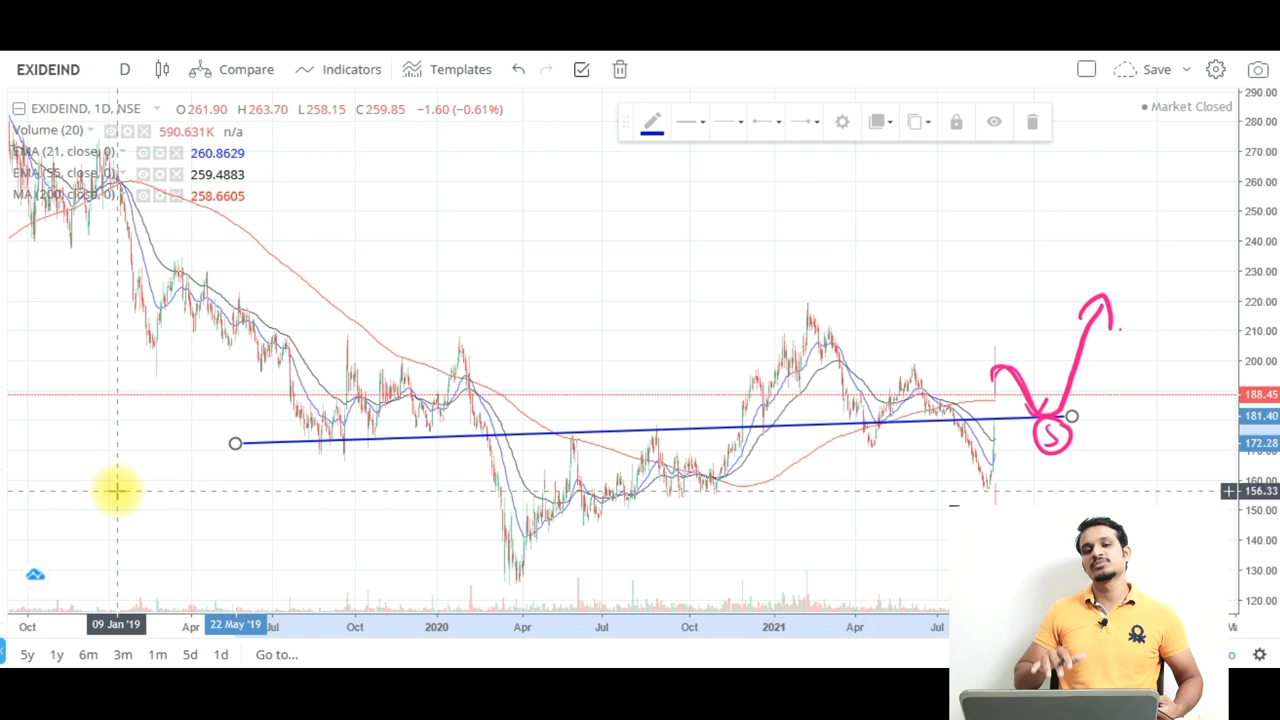 EXIDEIND D Compare Indicators Templates Save
EXIDEIND, 1D, NSE O261.90 H263.70 L258.15 C259.85 −1.60 (−0.61%)
Market Closed
Volume (20) 590.631K n/a
EMA (21, close, 0) 260.8629
EMA (55, close, 0) 259.4883
MA (200, close, 0) 258.6605
290.00
280.00
270.00
260.00
250.00
240.00
230.00
220.00
210.00
200.00
188.45
181.40
172.28
170.00
160.00
156.33
150.00
140.00
130.00
120.00
S
Oct 09 Jan '19 Apr 22 May '19 Jul Oct 2020 Apr Jul Oct 2021 Apr Jul
5y 1y 6m 3m 1m 5d 1d Go to...